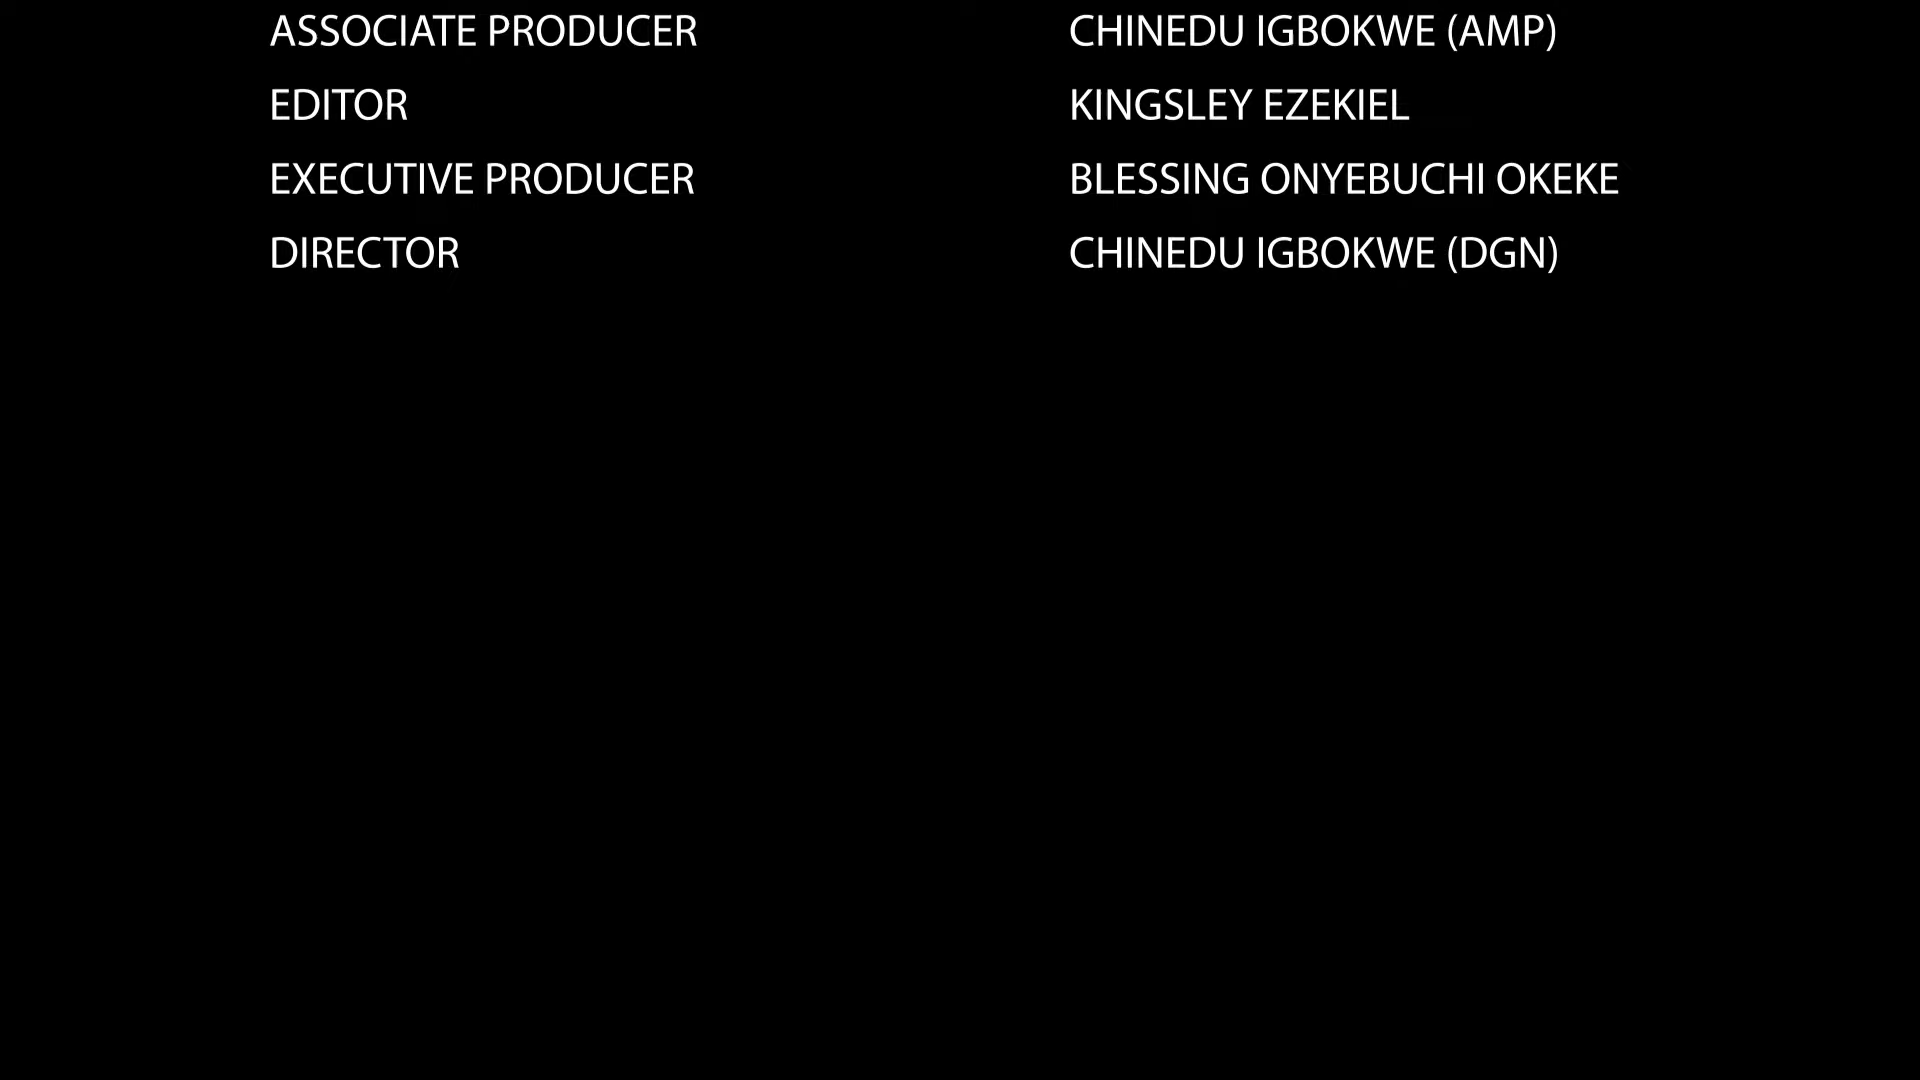 ASSOCIATE PRODUCER CHINEDU IGBOKWE (AMP)
EDITOR KINGSLEY EZEKIEL
EXECUTIVE PRODUCER BLESSING ONYEBUCHI OKEKE
DIRECTOR CHINEDU IGBOKWE (DGN)